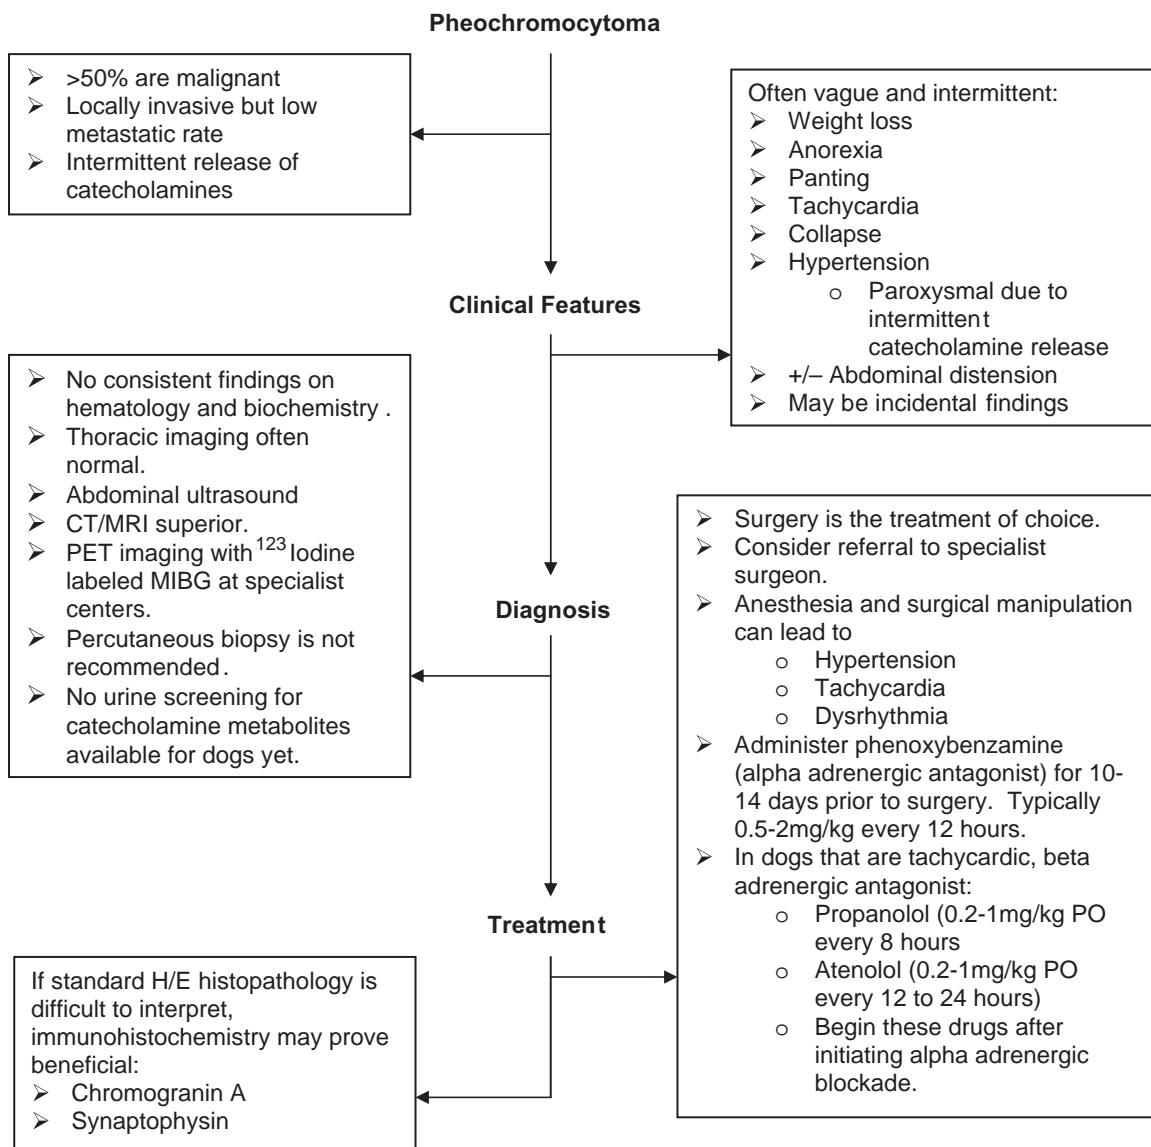 Pheochromocytoma
➢ >50% are malignant
➢ Locally invasive but low
metastatic rate
➢ Intermittent release of
catecholamines
Often vague and intermittent:
➢ Weight loss
➢ Anorexia
➢ Panting
➢ Tachycardia
➢ Collapse
➢ Hypertension
o Paroxysmal due to
intermittent
catecholamine release
➢ +/– Abdominal distension
➢ May be incidental findings
Clinical Features
➢ No consistent findings on
hematology and biochemistry .
➢ Thoracic imaging often
normal.
➢ Abdominal ultrasound
➢ CT/MRI superior.
➢ PET imaging with ¹²³ Iodine
labeled MIBG at specialist
centers.
➢ Percutaneous biopsy is not
recommended .
➢ No urine screening for
catecholamine metabolites
available for dogs yet.
Diagnosis
➢ Surgery is the treatment of choice.
➢ Consider referral to specialist
surgeon.
➢ Anesthesia and surgical manipulation
can lead to
o Hypertension
o Tachycardia
o Dysrhythmia
➢ Administer phenoxybenzamine
(alpha adrenergic antagonist) for 10-
14 days prior to surgery. Typically
0.5-2mg/kg every 12 hours.
➢ In dogs that are tachycardic, beta
adrenergic antagonist:
o Propanolol (0.2-1mg/kg PO
every 8 hours
o Atenolol (0.2-1mg/kg PO
every 12 to 24 hours)
o Begin these drugs after
initiating alpha adrenergic
blockade.
Treatment
If standard H/E histopathology is
difficult to interpret,
immunohistochemistry may prove
beneficial:
➢ Chromogranin A
➢ Synaptophysin